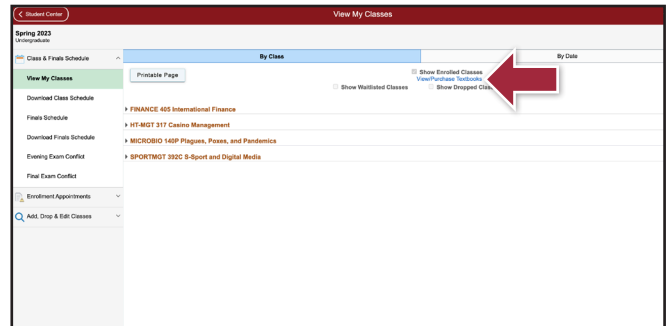 Student Center
View My Classes
Spring 2023
Undergraduate
Class & Finals Schedule
View My Classes
Download Class Schedule
Finals Schedule
Download Finals Schedule
Evening Exam Conflict
Final Exam Conflict
Enrollment Appointments
Add, Drop & Edit Classes
By Class
By Date
Printable Page
Show Enrolled Classes
View/Purchase Textbooks
Show Waitlisted Classes
Show Dropped Clas
FINANCE 405 International Finance
HT-MGT 317 Casino Management
MICROBIO 140P Plagues, Poxes, and Pandemics
SPORTMGT 392C S-Sport and Digital Media